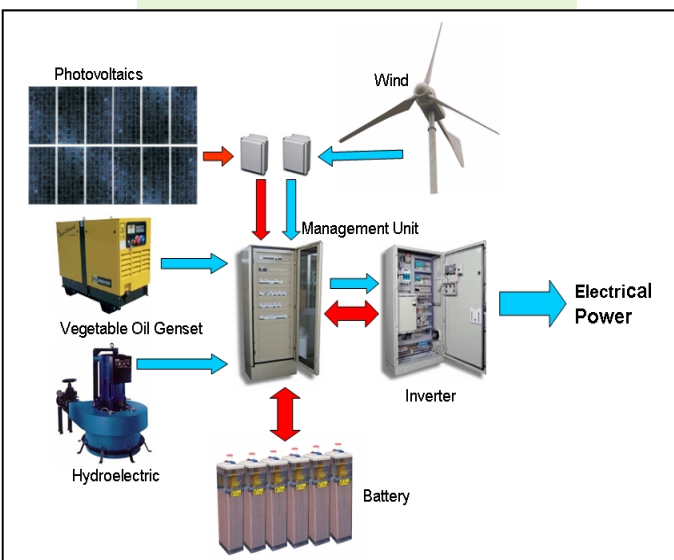 Photovoltaics
Wind
Management Unit
Vegetable Oil Genset
Inverter
Electrical
Power
Hydroelectric
Battery